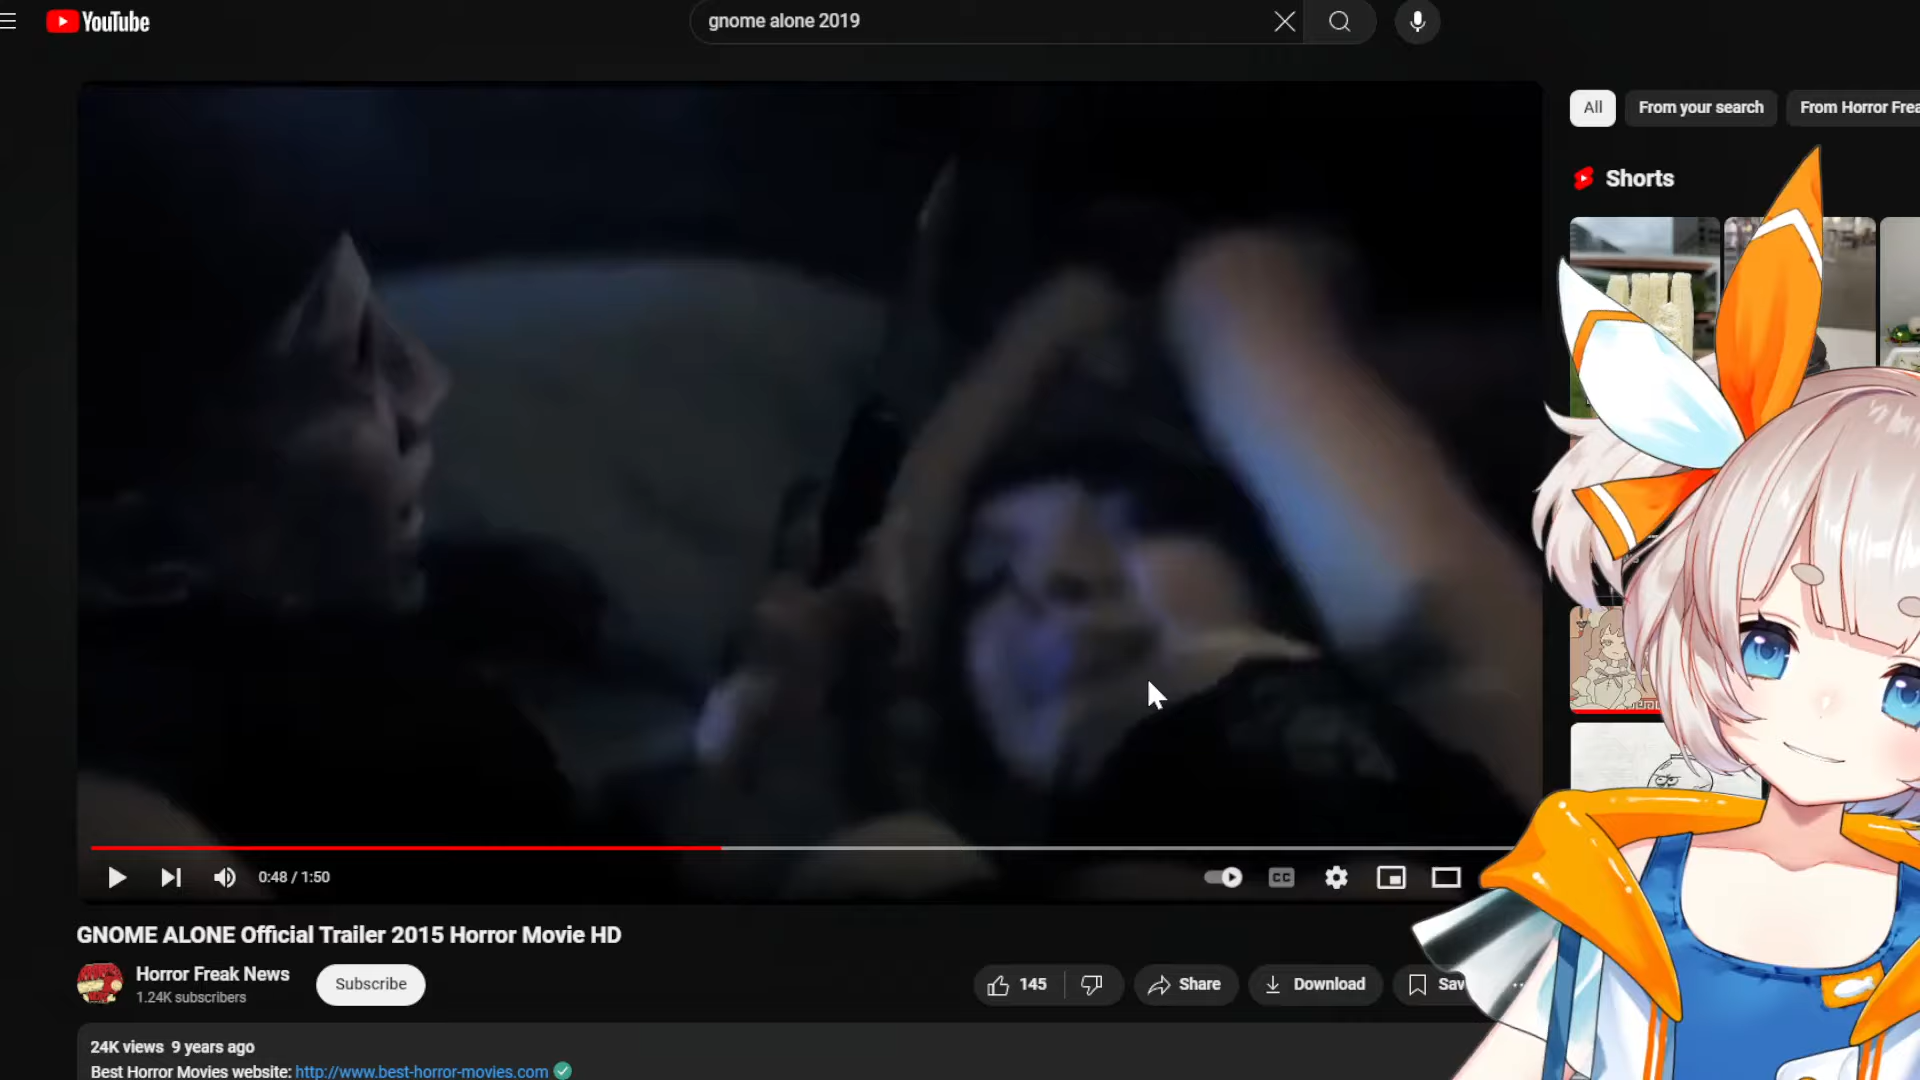 YouTube
gnome alone 2019
All
From your search
From Horror Frea
Shorts
0:48 / 1:50
CC
GNOME ALONE Official Trailer 2015 Horror Movie HD
Horror Freak News
1.24K subscribers
Subscribe
145
Share
Download
Sav
24K views 9 years ago
Best Horror Movies website: http://www.best-horror-movies.com